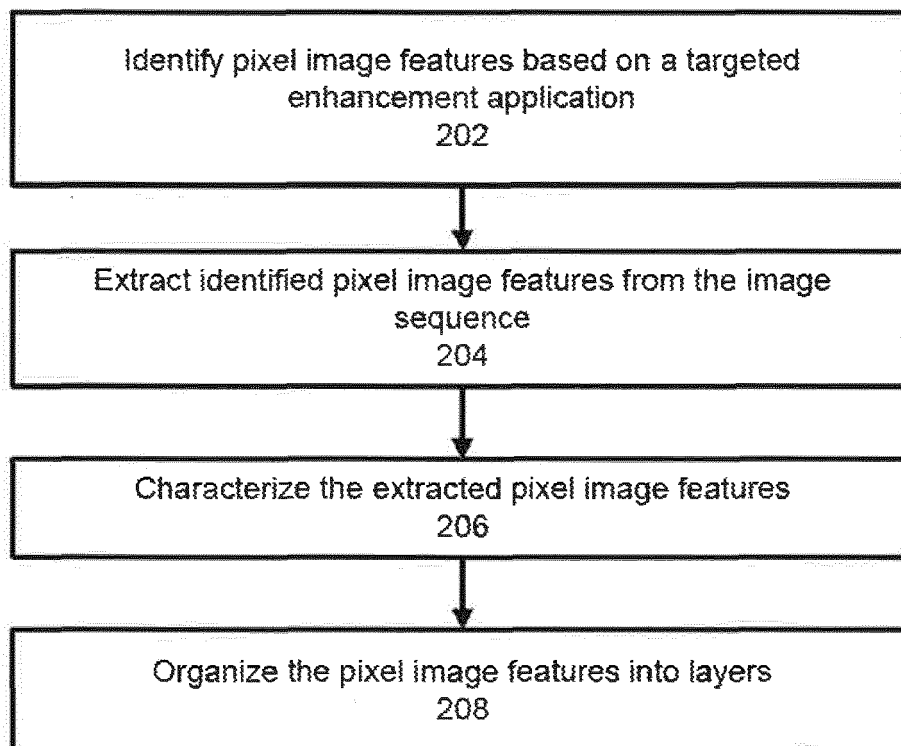 Identify pixel image features based on a targeted
enhancement application
202
Extract identified pixel image features from the image
sequence
204
Characterize the extracted pixel image features
206
Organize the pixel image features into layers
208